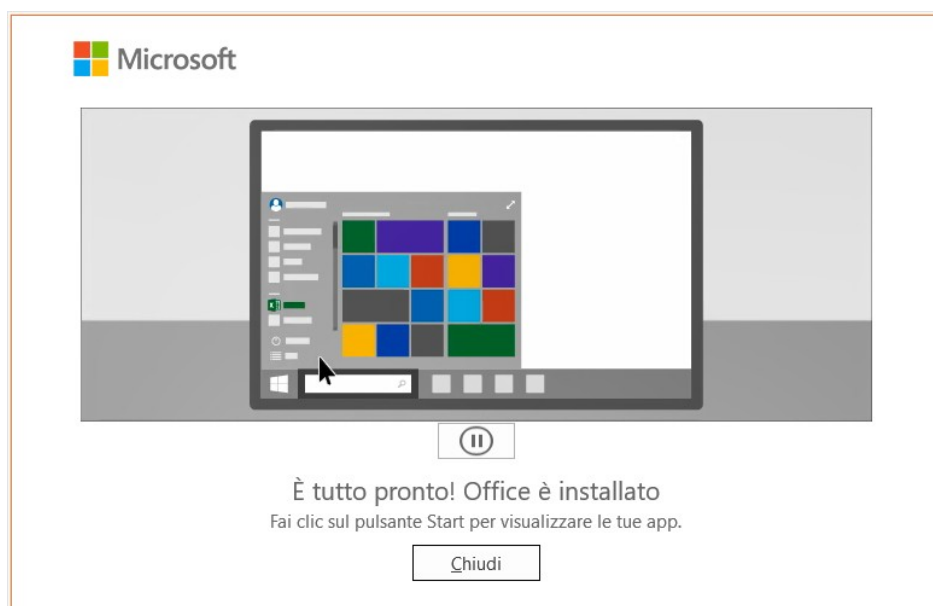 Microsoft
È tutto pronto! Office è installato
Fai clic sul pulsante Start per visualizzare le tue app.
Chiudi